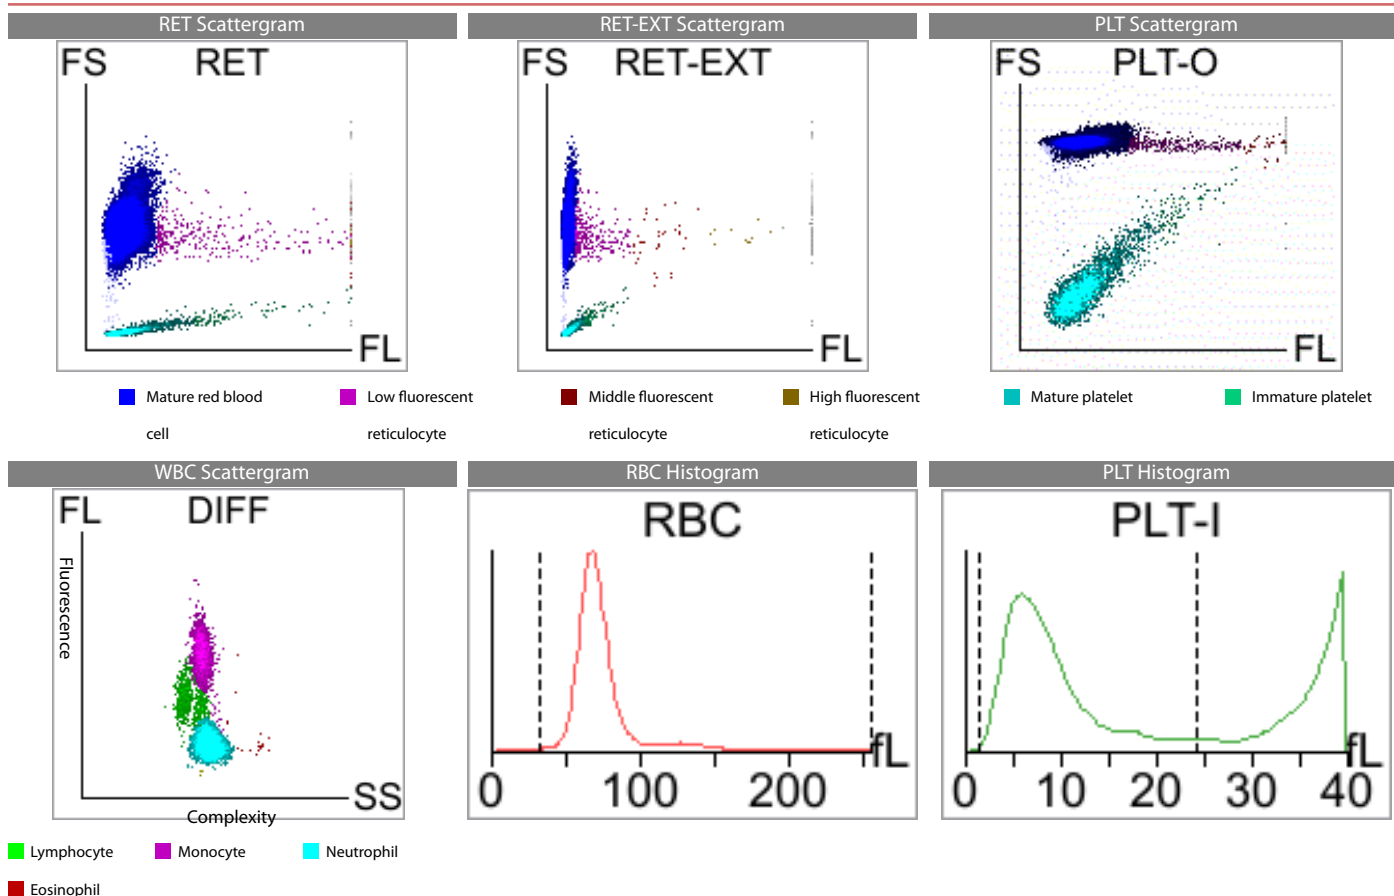 RET Scattergram
RET-EXT Scattergram
PLT Scattergram
FS RET
FL
FS RET-EXT
FL
FS PLT-O
FL
Mature red blood
cell
Low fluorescent
reticulocyte
Middle fluorescent
reticulocyte
High fluorescent
reticulocyte
Mature platelet
Immature platelet
WBC Scattergram
RBC Histogram
PLT Histogram
FL DIFF
Fluorescence
SS
Complexity
RBC
fL
0 100 200
PLT-I
fL
0 10 20 30 40
Lymphocyte
Monocyte
Neutrophil
Eosinophil